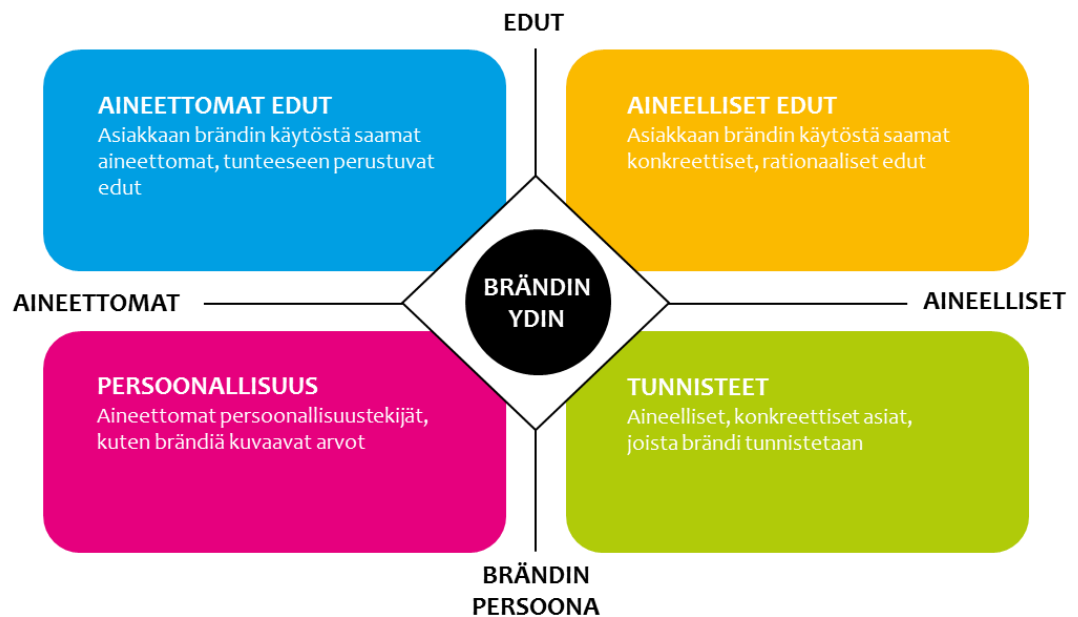 EDUT
AINEETTOMAT EDUT
Asiakkaan brändin käytöstä saamat
aineettomat, tunteeseen perustuvat
edut
AINEELLISET EDUT
Asiakkaan brändin käytöstä saamat
konkreettiset, rationaaliset edut
AINEETTOMAT
BRÄNDIN
YDIN
AINEELLISET
PERSOONALLISUUS
Aineettomat persoonallisuustekijät,
kuten brändiä kuvaavat arvot
TUNNISTEET
Aineelliset, konkreettiset asiat,
joista brändi tunnistetaan
BRÄNDIN
PERSOONA